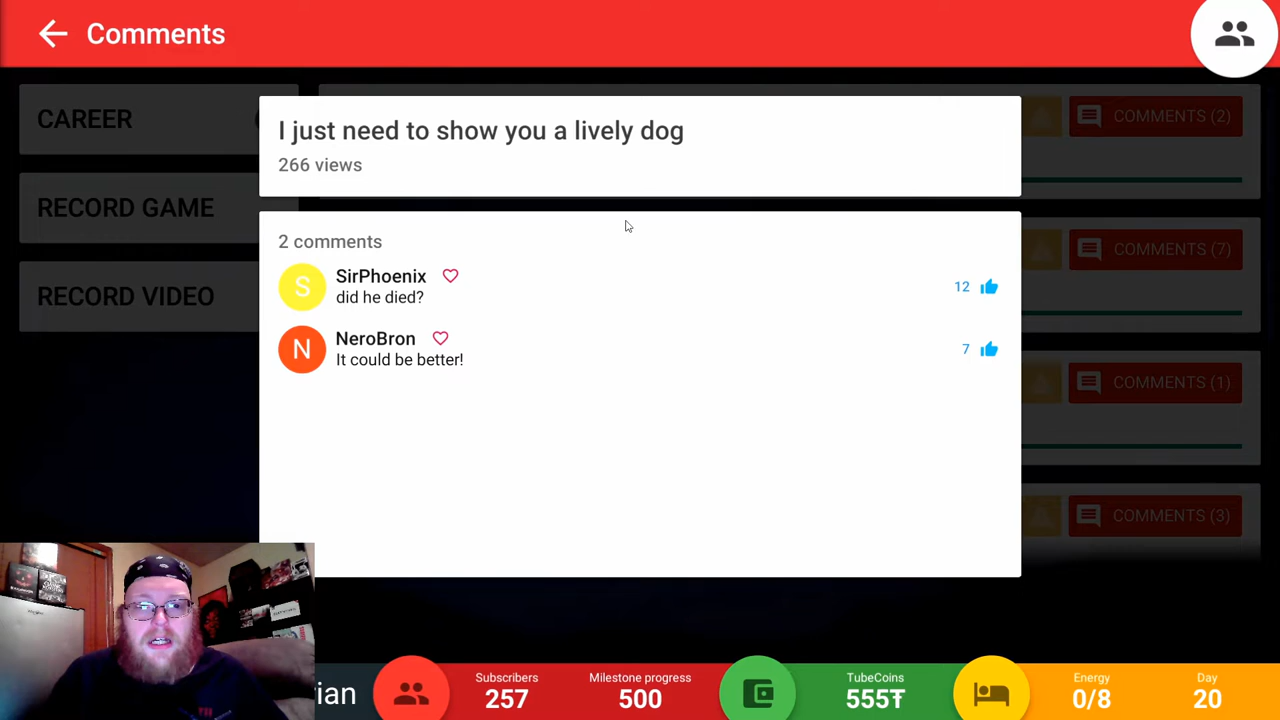 Comments
CAREER
RECORD GAME
RECORD VIDEO
COMMENTS (2)
COMMENTS (7)
COMMENTS (1)
COMMENTS (3)
I just need to show you a lively dog
266 views
2 comments
S
SirPhoenix
did he died?
12
N
NeroBron
It could be better!
7
ian
Subscribers
257
Milestone progress
500
TubeCoins
555₮
Energy
0/8
Day
20